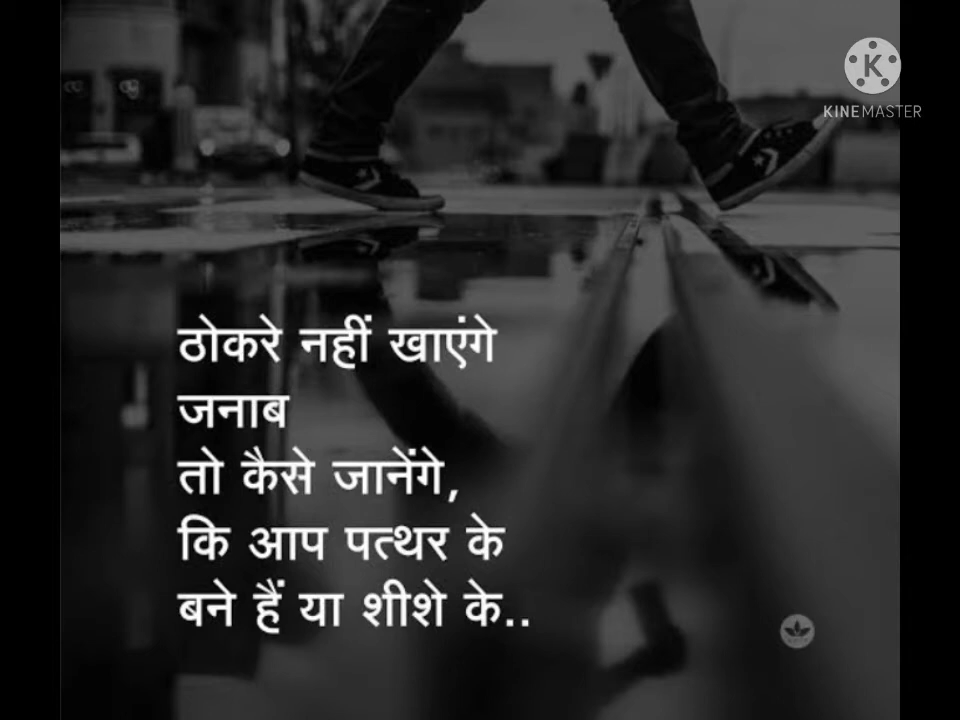 KINEMASTER
ठोकरे नहीं खाएंगे
जनाब
तो कैसे जानेंगे,
कि आप पत्थर के
बने हैं या शीशे के..